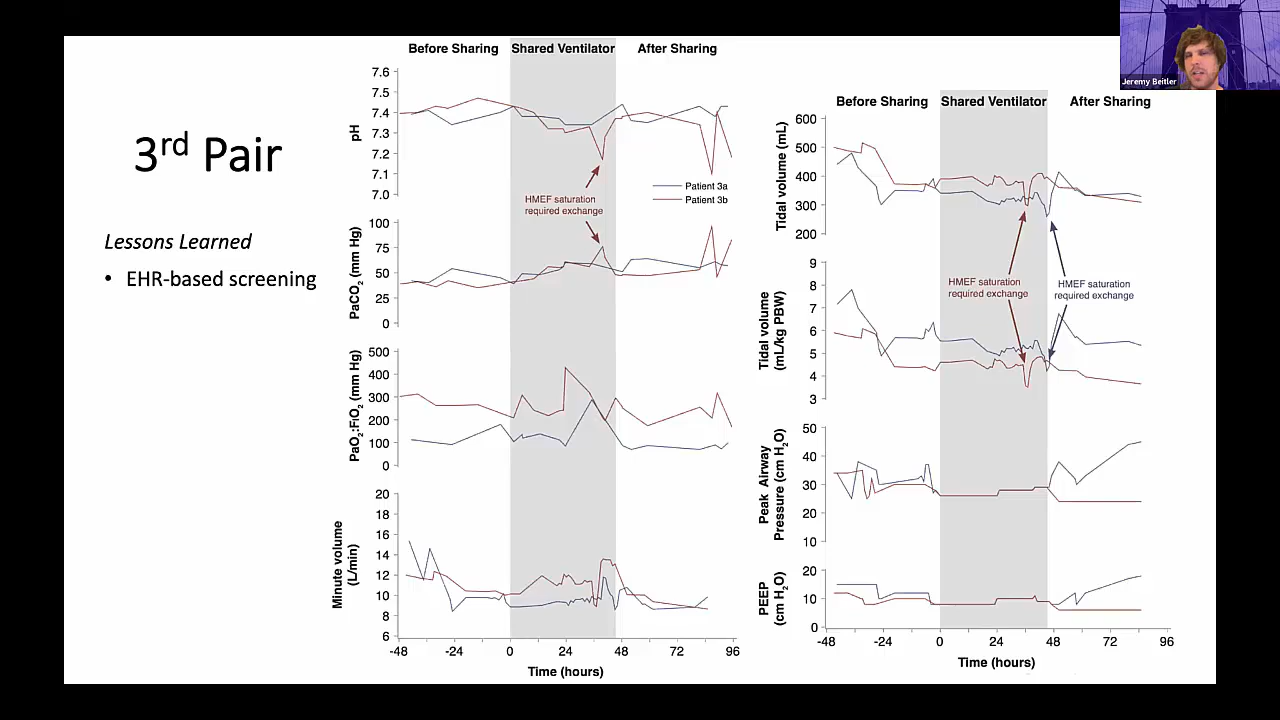 Jeremy Beitler
3rd Pair
Lessons Learned
• EHR-based screening
Before Sharing
Shared Ventilator
After Sharing
pH
7.6
7.5
7.4
7.3
7.2
7.1
7.0
HMEF saturation
required exchange
Patient 3a
Patient 3b
PaCO2 (mm Hg)
100
75
50
25
0
PaO2:FiO2 (mm Hg)
500
400
300
200
100
0
Minute volume
(L/min)
20
18
16
14
12
10
8
6
-48 -24 0 24 48 72 96
Time (hours)
Before Sharing
Shared Ventilator
After Sharing
Tidal volume (mL)
600
500
400
300
200
Tidal volume
(mL/kg PBW)
9
8
7
6
5
4
3
HMEF saturation
required exchange
HMEF saturation
required exchange
Peak Airway
Pressure (cm H2O)
50
40
30
20
10
PEEP
(cm H2O)
20
10
0
-48 -24 0 24 48 72 96
Time (hours)